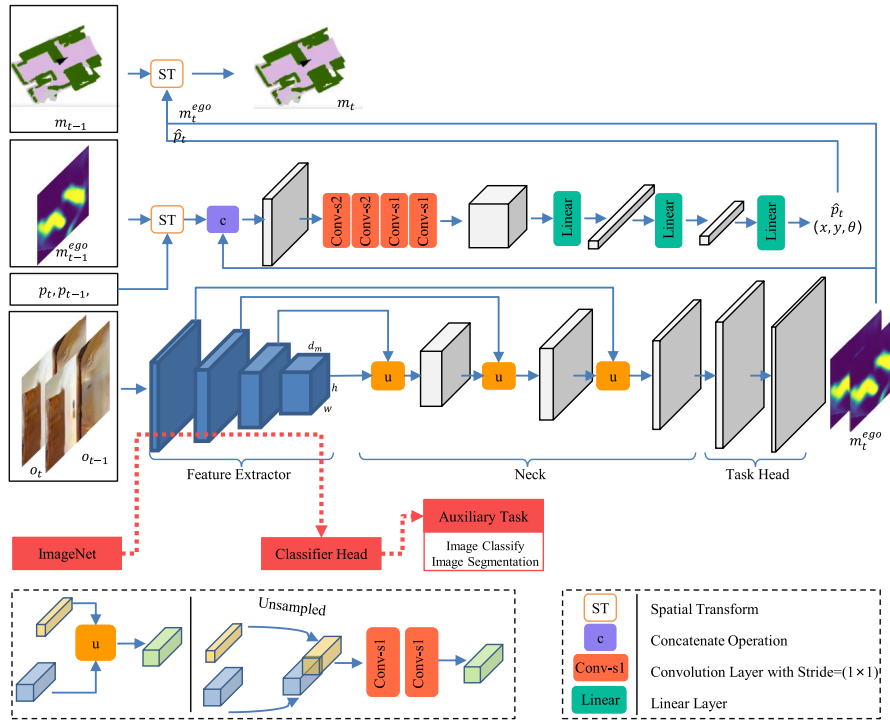 m_{t-1}
ST
m_t
m_t^{ego}
p̂_t
m_{t-1}^{ego}
ST
c
Conv-s2
Conv-s2
Conv-s1
Conv-s1
Linear
Linear
Linear
p̂_t
(x, y, θ)
p_t, p_{t-1},
o_t
o_{t-1}
d_m
h
w
u
u
u
m_t^{ego}
Feature Extractor
Neck
Task Head
ImageNet
Classifier Head
Auxiliary Task
Image Classify
Image Segmentation
u
Unsampled
Conv-s1
Conv-s1
ST
Spatial Transform
c
Concatenate Operation
Conv-s1
Convolution Layer with Stride=(1×1)
Linear
Linear Layer